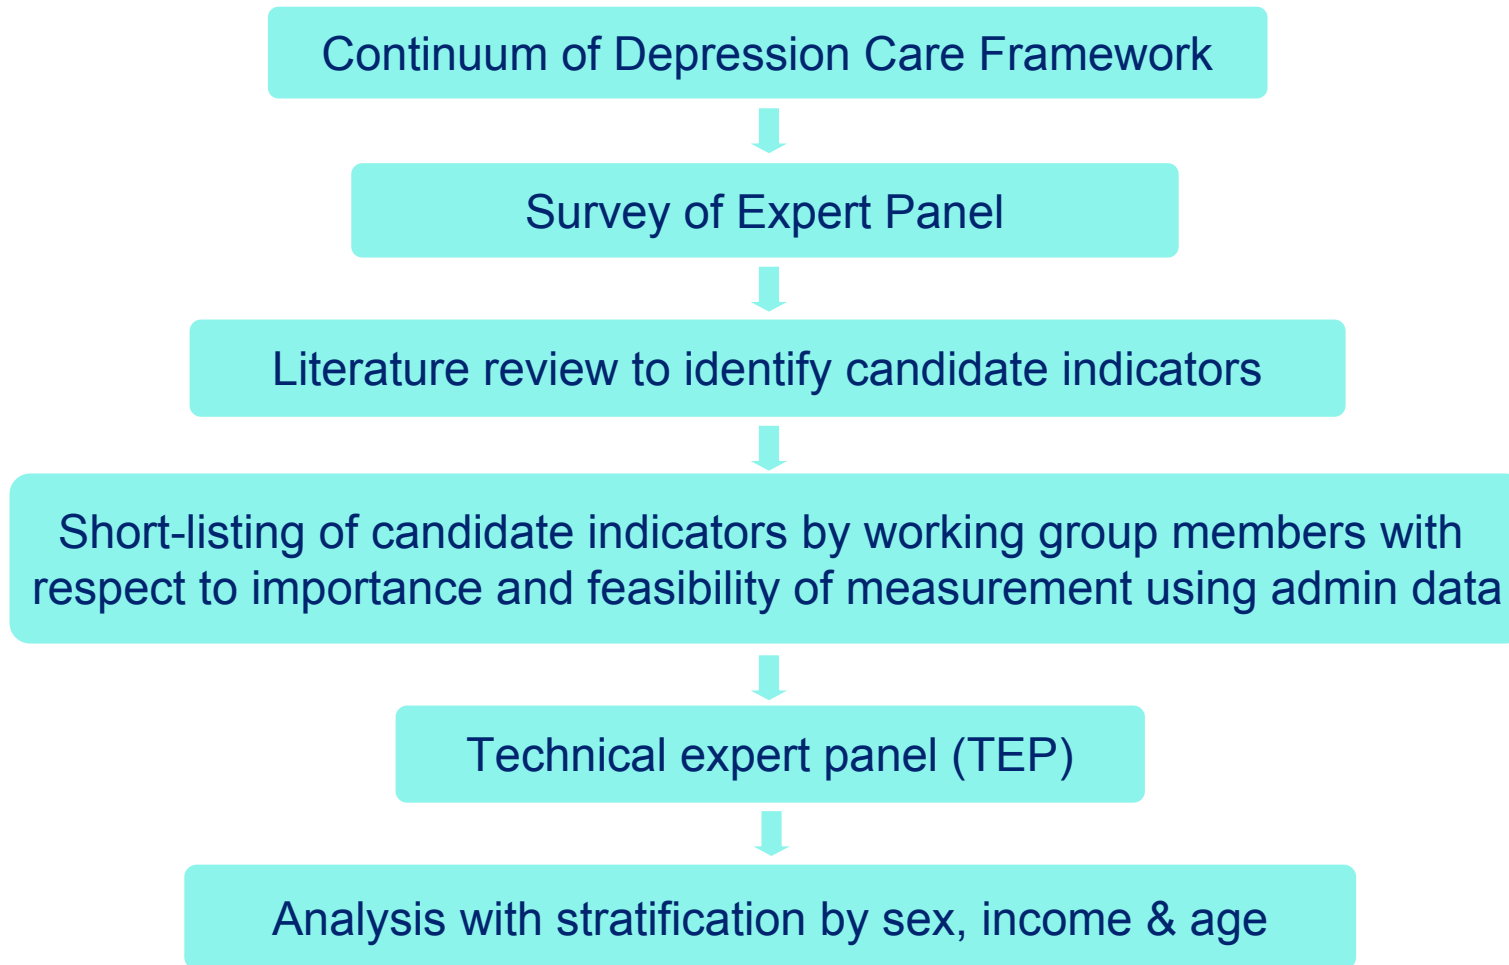 Continuum of Depression Care Framework
Survey of Expert Panel
Literature review to identify candidate indicators
Short-listing of candidate indicators by working group members with
respect to importance and feasibility of measurement using admin data
Technical expert panel (TEP)
Analysis with stratification by sex, income & age